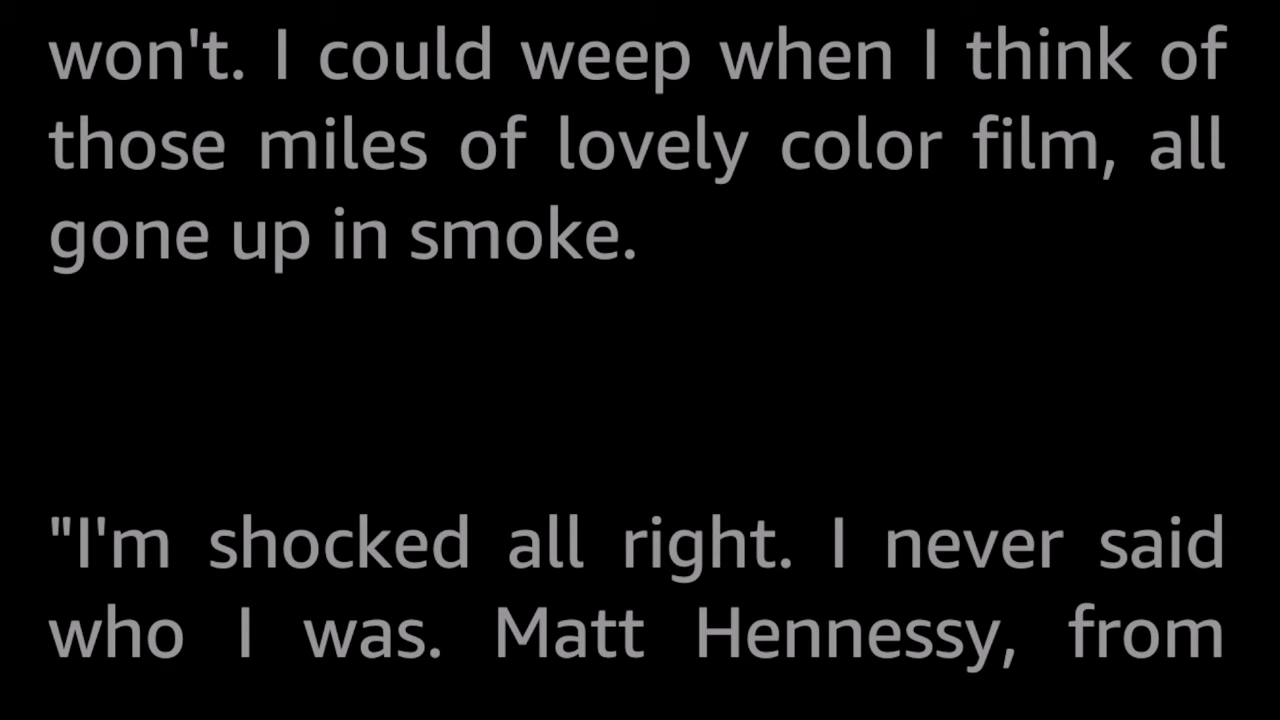 won't. I could weep when I think of
those miles of lovely color film, all
gone up in smoke.
"I'm shocked all right. I never said
who I was. Matt Hennessy, from